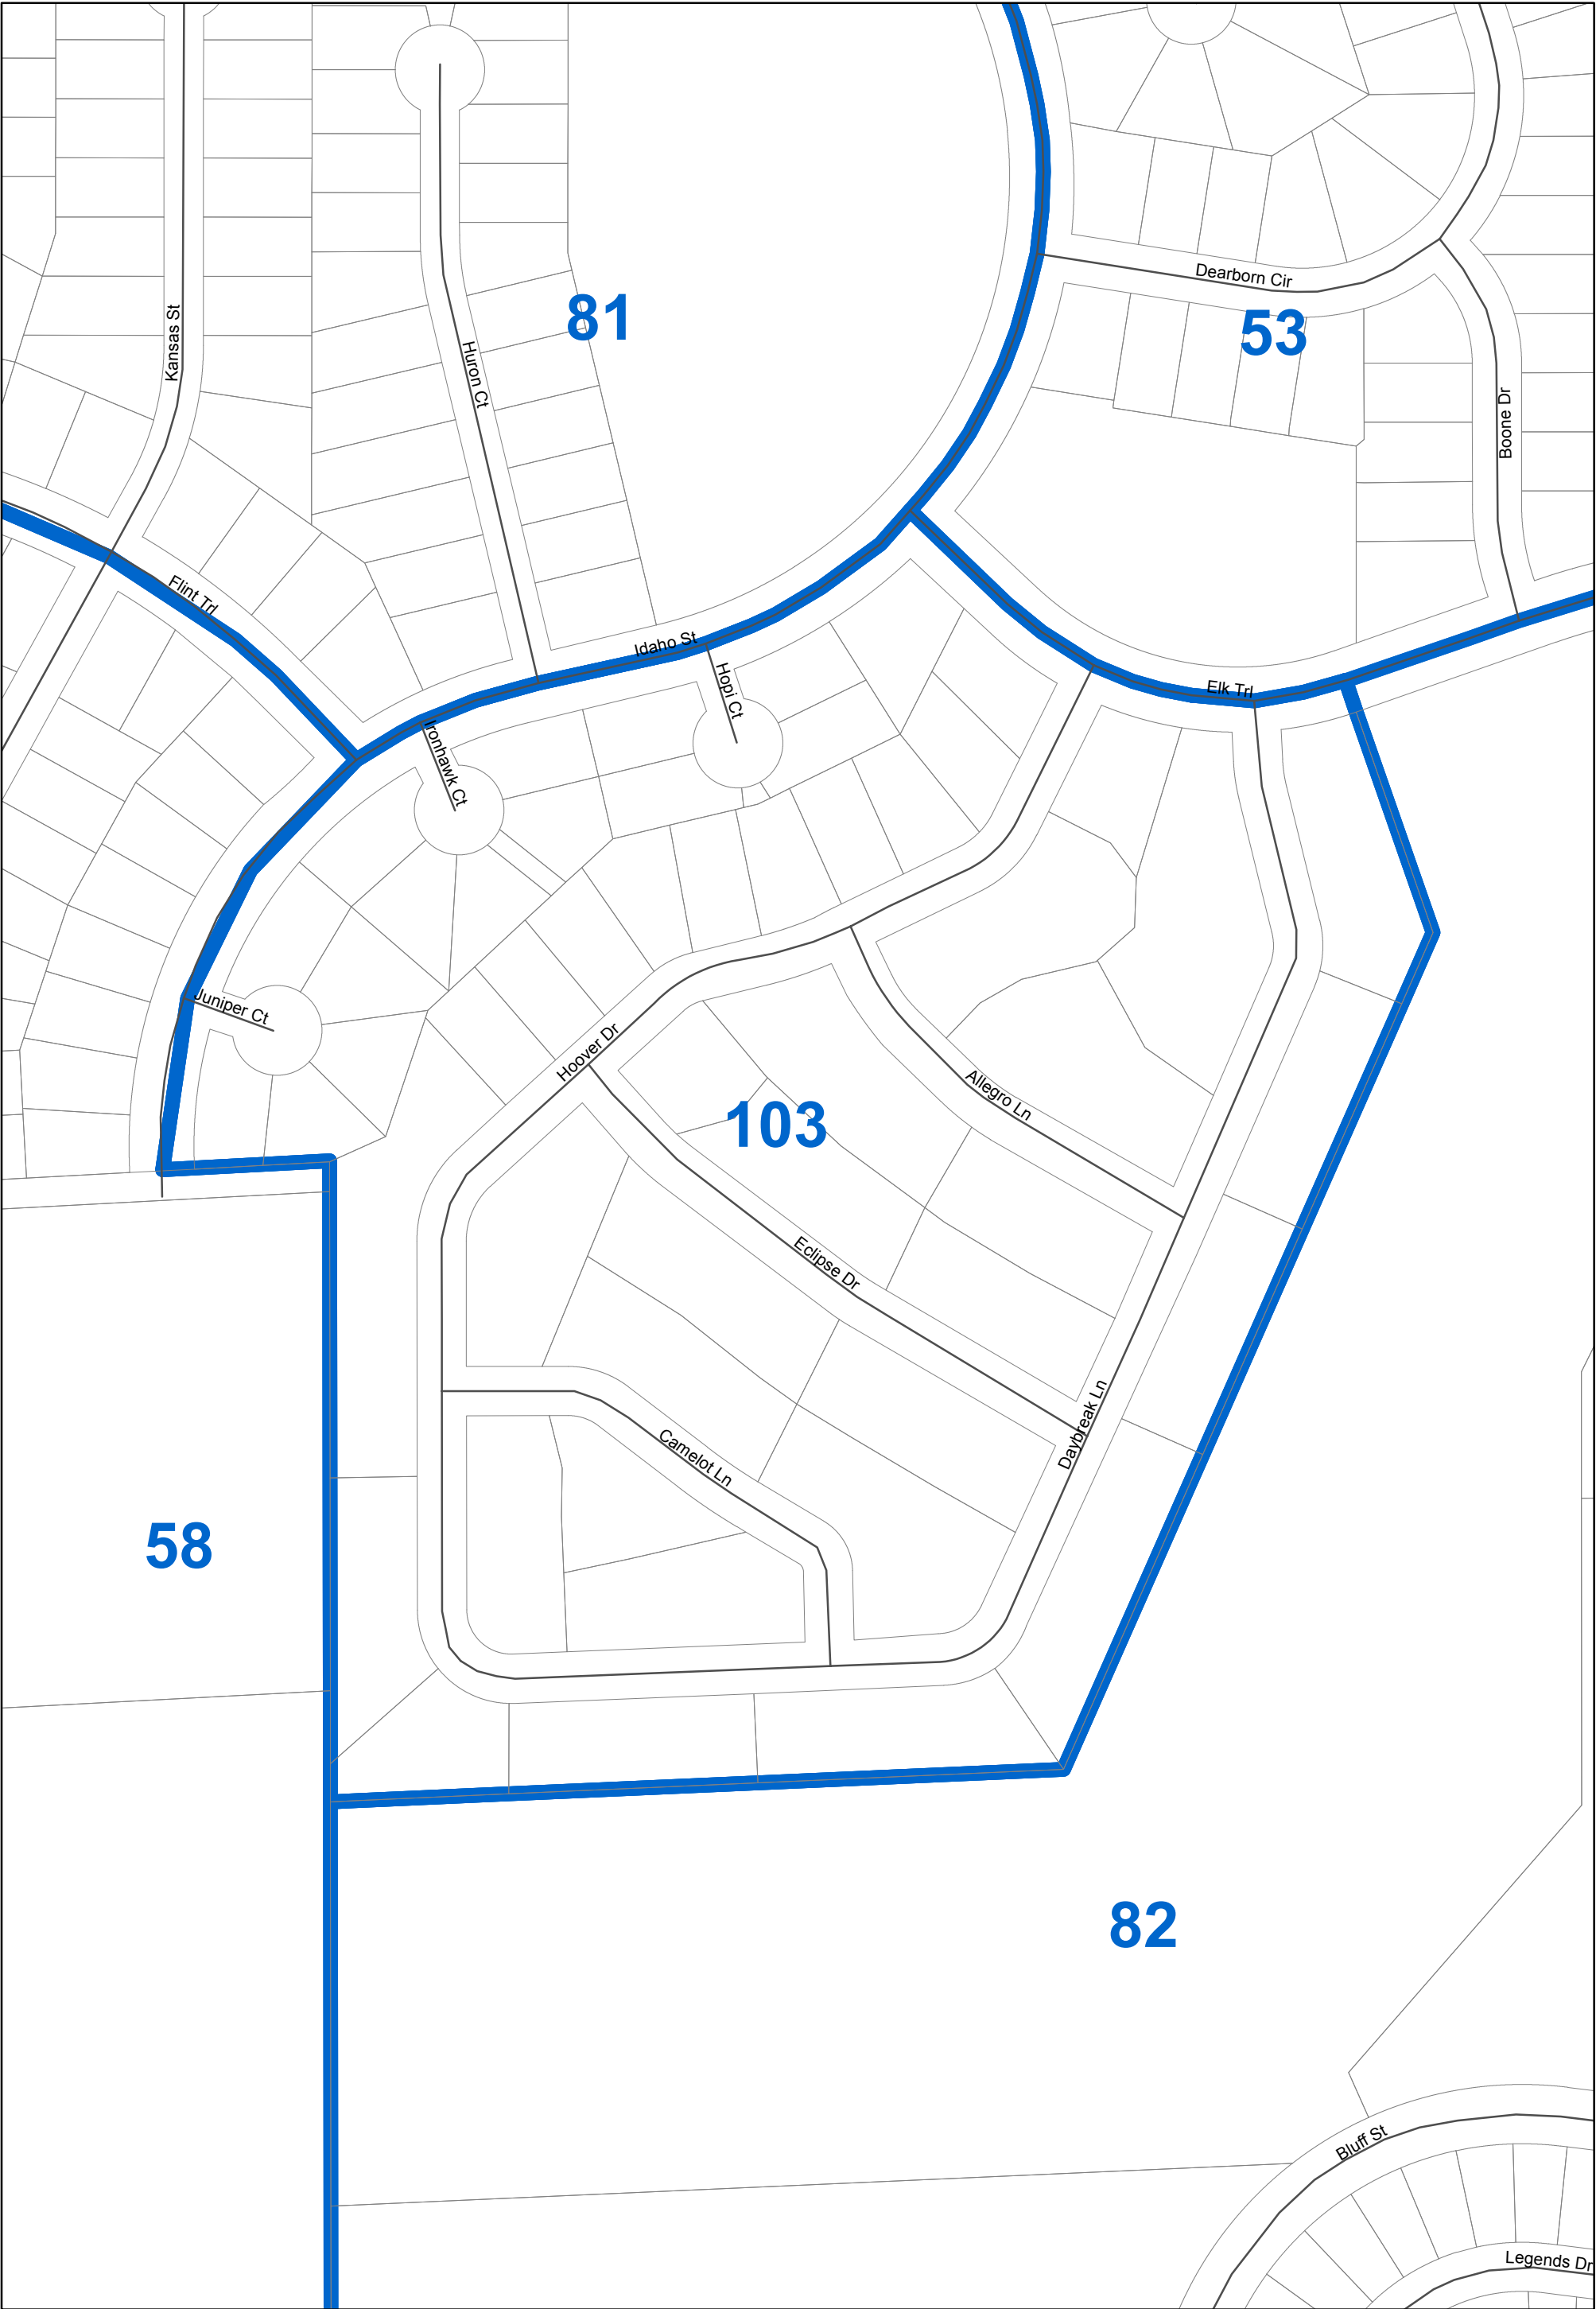 Dearborn Cir
81
53
Kansas St
Huron Ct
Boone Dr
Flint Trl
Idaho St
Hopi Ct
Elk Trl
Ironhawk Ct
Juniper Ct
Hoover Dr
Allegro Ln
103
Eclipse Dr
Daybreak Ln
Camelot Ln
58
82
Bluff St
Legends Dr